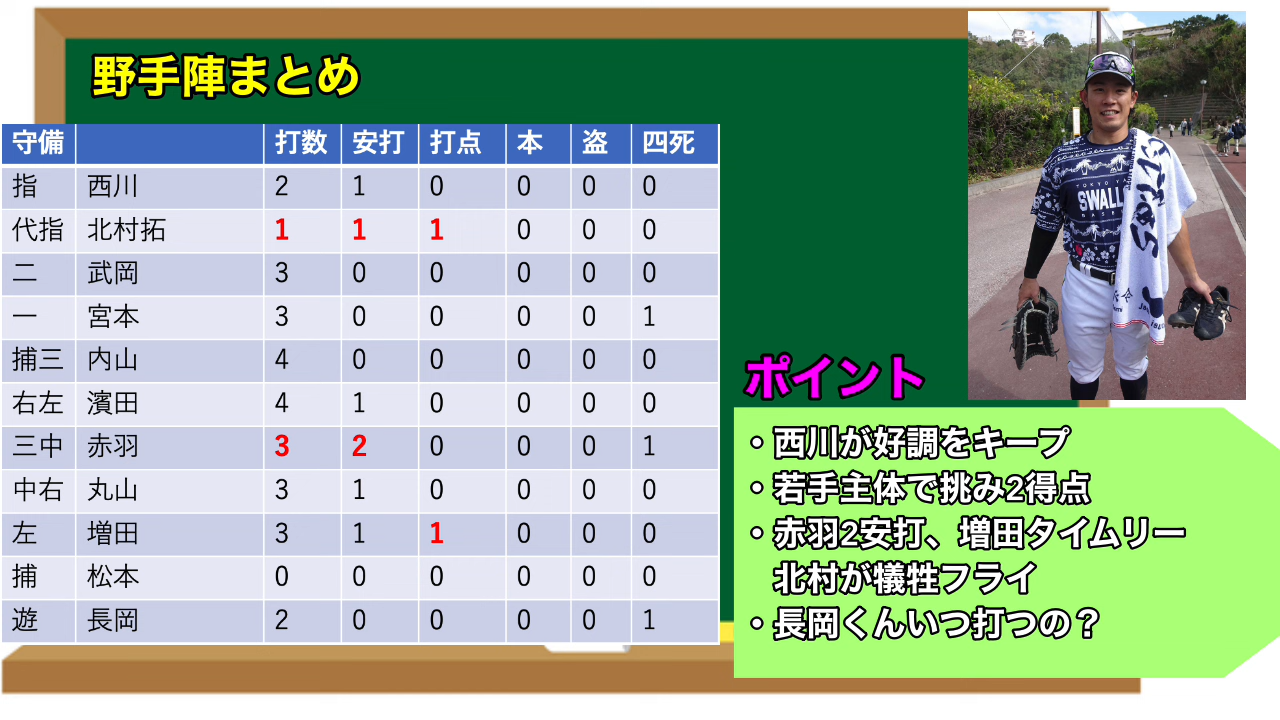 野手陣まとめ
守備 打数 安打 打点 本 盗 四死
指 西川 2 1 0 0 0 0
代指 北村拓 1 1 1 0 0 0
二 武岡 3 0 0 0 0 0
一 宮本 3 0 0 0 0 1
捕三 内山 4 0 0 0 0 0
右左 濱田 4 1 0 0 0 0
三中 赤羽 3 2 0 0 0 1
中右 丸山 3 1 0 0 0 0
左 増田 3 1 1 0 0 0
捕 松本 0 0 0 0 0 0
遊 長岡 2 0 0 0 0 1
ポイント
・西川が好調をキープ
・若手主体で挑み2得点
・赤羽2安打、増田タイムリー
北村が犠牲フライ
・長岡くんいつ打つの？
TOKYO YA
SWALL
BASE